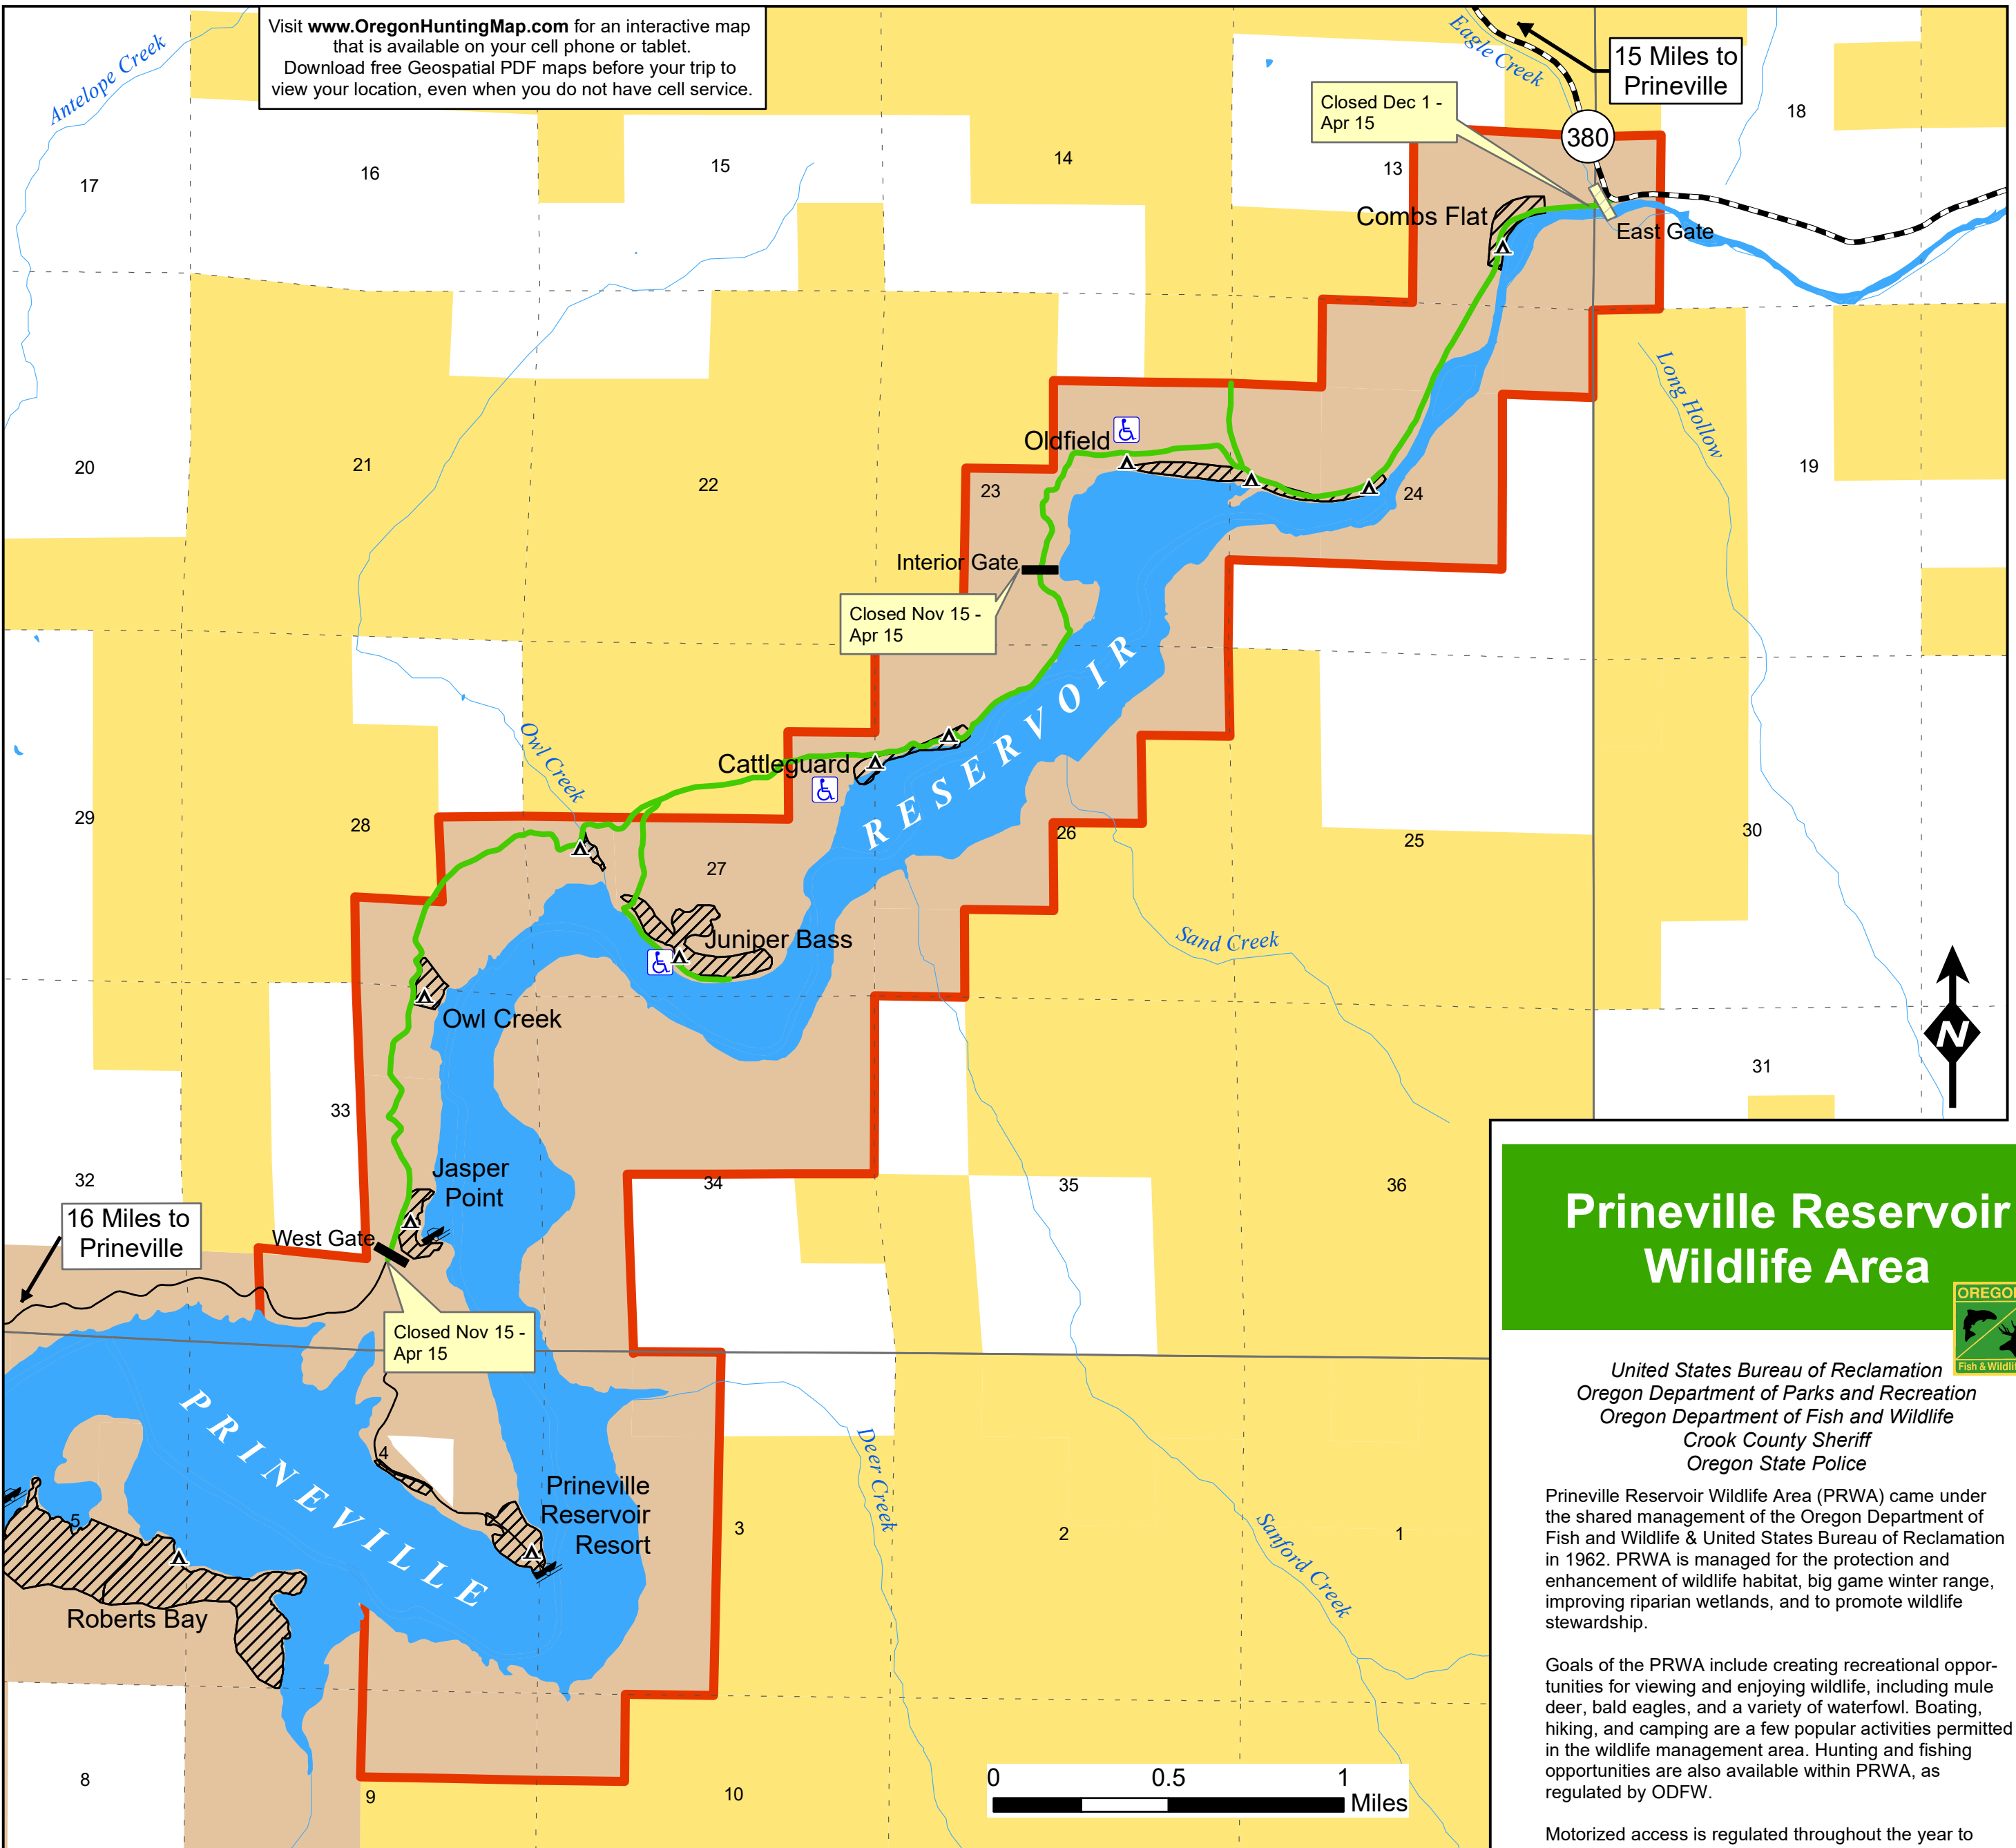 Visit www.OregonHuntingMap.com for an interactive map
that is available on your cell phone or tablet.
Download free Geospatial PDF maps before your trip to
view your location, even when you do not have cell service.
Antelope Creek
Eagle Creek
15 Miles to
Prineville
Closed Dec 1 -
Apr 15
380
18
17
16
15
14
13
Combs Flat
East Gate
Long Hollow
20
21
22
Oldfield
23
24
19
Interior Gate
Closed Nov 15 -
Apr 15
RESERVOIR
Owl Creek
Cattleguard
29
28
27
26
25
30
Juniper Bass
Sand Creek
Owl Creek
N
31
33
32
Jasper
Point
34
35
36
16 Miles to
Prineville
West Gate
Closed Nov 15 -
Apr 15
PRINEVILLE
4
Deer Creek
Prineville
Reservoir
Resort
5
3
2
1
Sanford Creek
Roberts Bay
8
9
10
0 0.5 1
Miles
Prineville Reservoir
Wildlife Area
OREGON
Fish & Wildlife
United States Bureau of Reclamation
Oregon Department of Parks and Recreation
Oregon Department of Fish and Wildlife
Crook County Sheriff
Oregon State Police
Prineville Reservoir Wildlife Area (PRWA) came under
the shared management of the Oregon Department of
Fish and Wildlife & United States Bureau of Reclamation
in 1962. PRWA is managed for the protection and
enhancement of wildlife habitat, big game winter range,
improving riparian wetlands, and to promote wildlife
stewardship.
Goals of the PRWA include creating recreational oppor-
tunities for viewing and enjoying wildlife, including mule
deer, bald eagles, and a variety of waterfowl. Boating,
hiking, and camping are a few popular activities permitted
in the wildlife management area. Hunting and fishing
opportunities are also available within PRWA, as
regulated by ODFW.
Motorized access is regulated throughout the year to